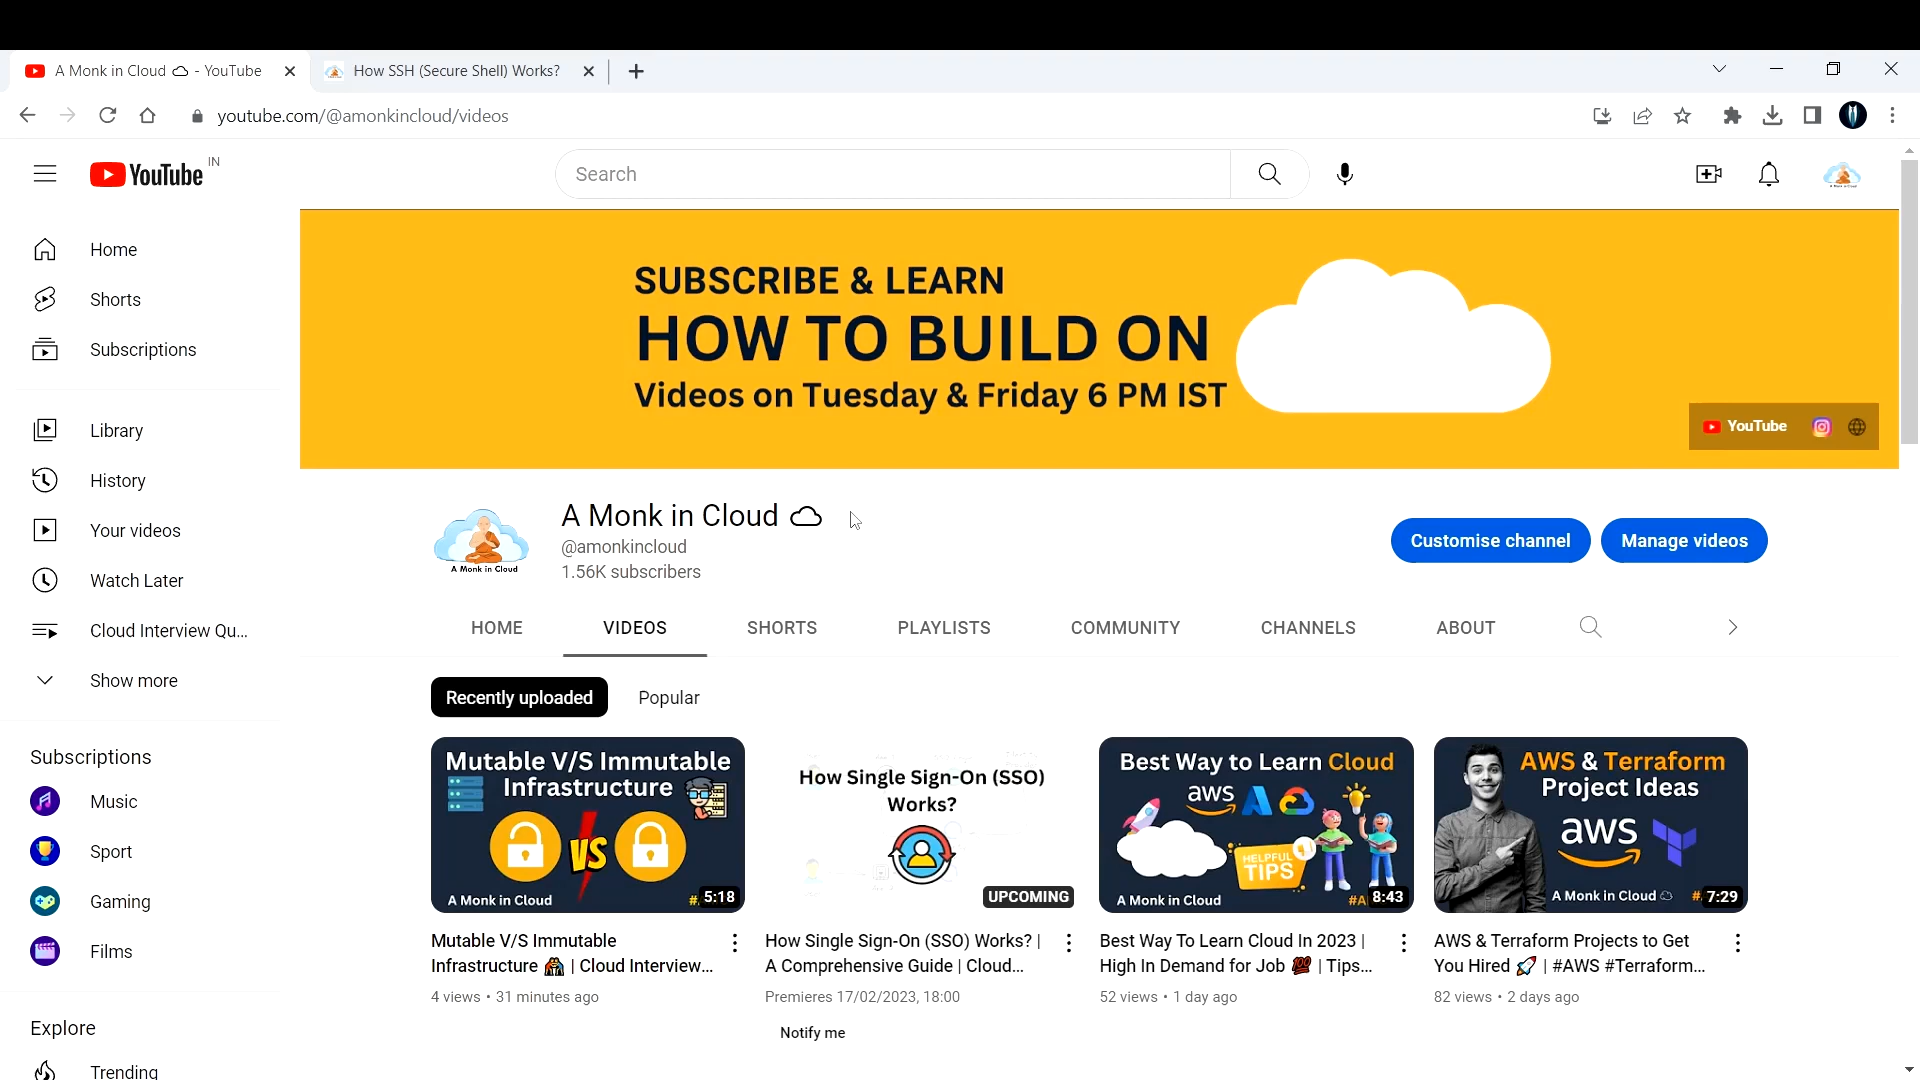 A Monk in Cloud - YouTube
How SSH (Secure Shell) Works?
youtube.com/@amonkincloud/videos
YouTube IN
Search
Home
Shorts
Subscriptions
Library
History
Your videos
Watch Later
Cloud Interview Qu...
Show more
Subscriptions
Music
Sport
Gaming
Films
Explore
Trending
SUBSCRIBE & LEARN
HOW TO BUILD ON
Videos on Tuesday & Friday 6 PM IST
YouTube
A Monk in Cloud
A Monk in Cloud
@amonkincloud
1.56K subscribers
Customise channel
Manage videos
HOME
VIDEOS
SHORTS
PLAYLISTS
COMMUNITY
CHANNELS
ABOUT
Recently uploaded
Popular
Mutable V/S Immutable
Infrastructure
VS
A Monk in Cloud
#
5:18
Mutable V/S Immutable
Infrastructure | Cloud Interview...
4 views • 31 minutes ago
How Single Sign-On (SSO)
Works?
UPCOMING
How Single Sign-On (SSO) Works? |
A Comprehensive Guide | Cloud...
Premieres 17/02/2023, 18:00
Notify me
Best Way to Learn Cloud
aws
HELPFUL
TIPS
A Monk in Cloud
#A
8:43
Best Way To Learn Cloud In 2023 |
High In Demand for Job 💯 | Tips...
52 views • 1 day ago
AWS & Terraform
Project Ideas
aws
A Monk in Cloud
#
7:29
AWS & Terraform Projects to Get
You Hired 🚀 | #AWS #Terraform...
82 views • 2 days ago